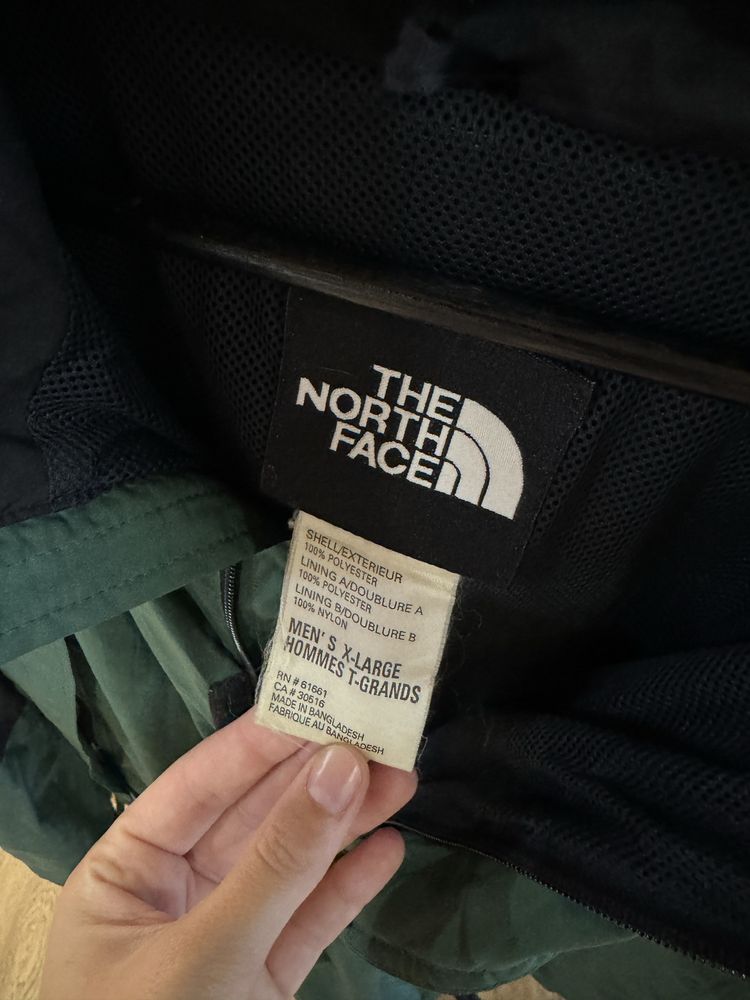 THE
NORTH
FACE
SHELL/EXTERIEUR
100% POLYESTER
LINING A/DOUBLURE A
100% POLYESTER
LINING B/DOUBLURE B
100% NYLON
MEN'S X-LARGE
HOMMES T-GRANDS
RN # 61661
CA # 30516
MADE IN BANGLADESH
FABRIQUE AU BANGLADESH